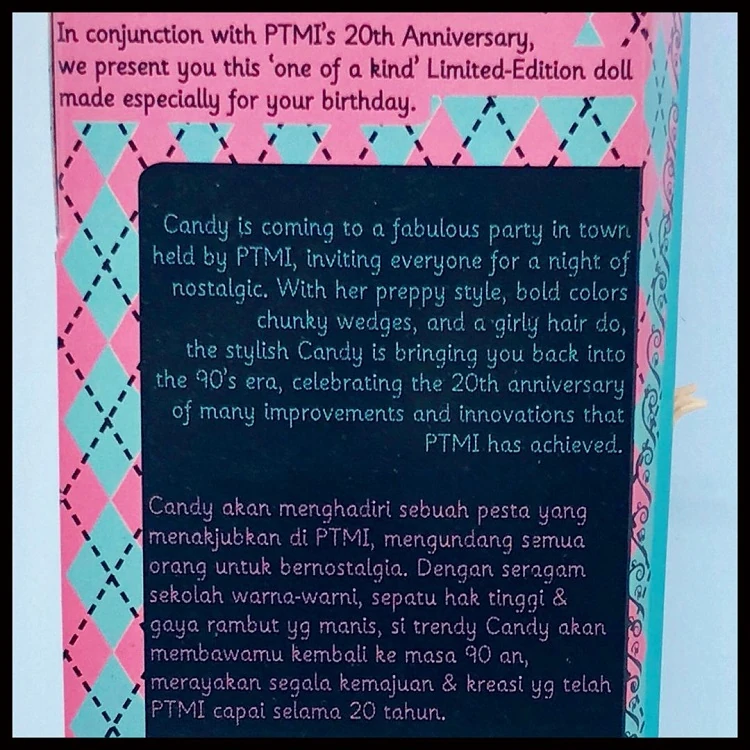 In conjunction with PTMI's 20th Anniversary,
we present you this 'one of a kind' Limited-Edition doll
made especially for your birthday.
Candy is coming to a fabulous party in town
held by PTMI, inviting everyone for a night of
nostalgic. With her preppy style, bold colors
chunky wedges, and a girly hair do,
the stylish Candy is bringing you back into
the 90's era, celebrating the 20th anniversary
of many improvements and innovations that
PTMI has achieved.
Candy akan menghadiri sebuah pesta yang
menakjubkan di PTMI, mengundang semua
orang untuk bernostalgia. Dengan seragam
sekolah warna-warni, sepatu hak tinggi &
gaya rambut yg manis, si trendy Candy akan
membawamu kembali ke masa 90 an,
merayakan segala kemajuan & kreasi yg telah
PTMI capai selama 20 tahun.